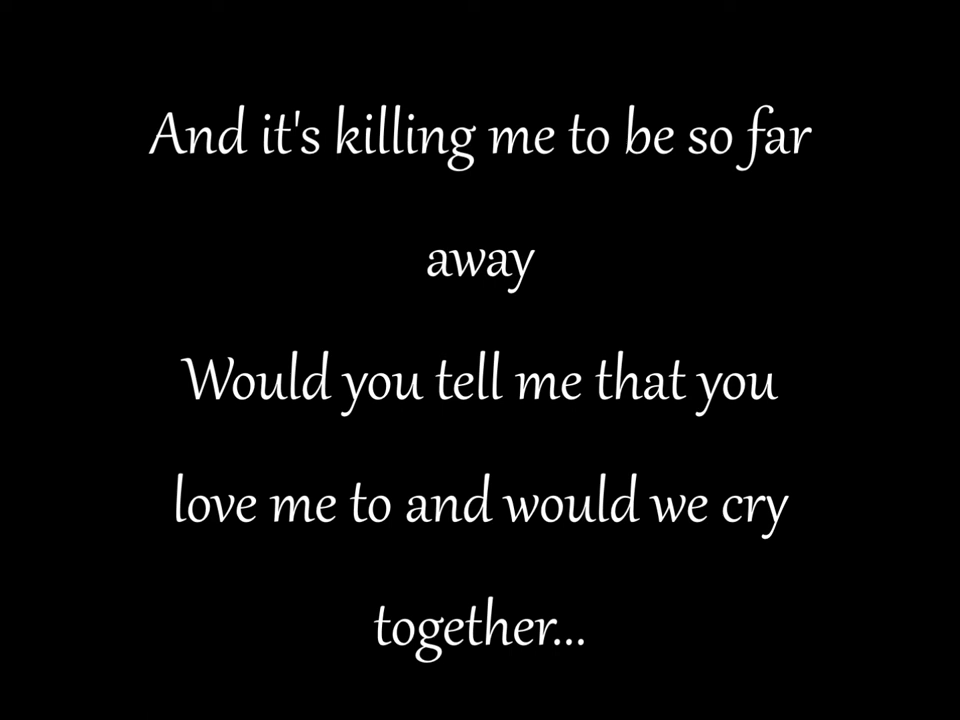 And it's killing me to be so far
away
Would you tell me that you
love me to and would we cry
together...